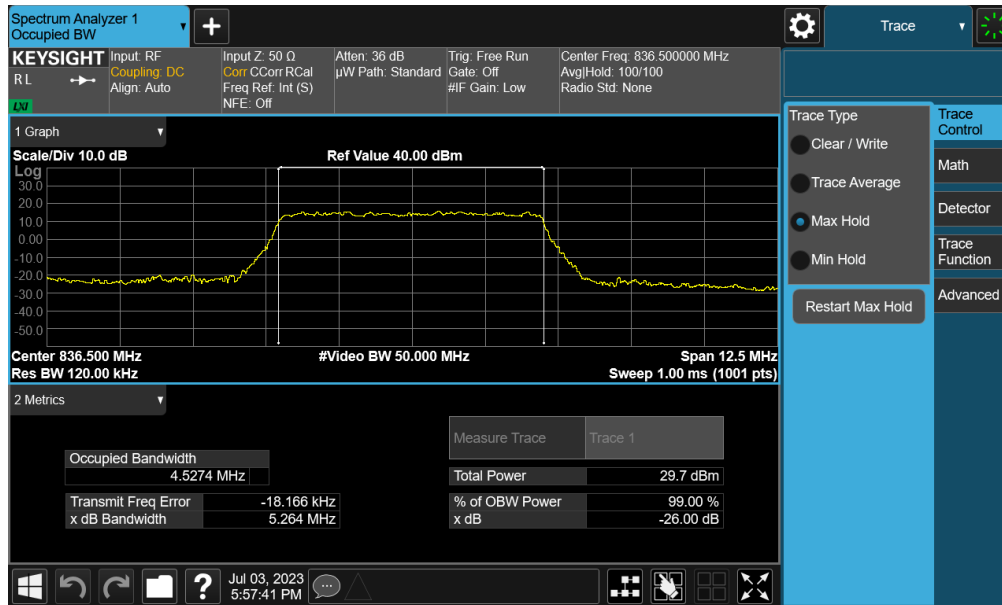 Spectrum Analyzer 1
Occupied BW
+
Trace
KEYSIGHT
R L
LXI
Input: RF
Coupling: DC
Align: Auto
Input Z: 50 Ω
Corr CCorr RCal
Freq Ref: Int (S)
NFE: Off
Atten: 36 dB
µW Path: Standard
Trig: Free Run
Gate: Off
#IF Gain: Low
Center Freq: 836.500000 MHz
Avg|Hold: 100/100
Radio Std: None
1 Graph
Scale/Div 10.0 dB
Ref Value 40.00 dBm
Log
30.0
20.0
10.0
0.00
-10.0
-20.0
-30.0
-40.0
-50.0
Center 836.500 MHz
#Video BW 50.000 MHz
Span 12.5 MHz
Res BW 120.00 kHz
Sweep 1.00 ms (1001 pts)
2 Metrics
Measure Trace
Trace 1
Occupied Bandwidth
4.5274 MHz
Total Power
29.7 dBm
Transmit Freq Error
-18.166 kHz
% of OBW Power
99.00 %
x dB Bandwidth
5.264 MHz
x dB
-26.00 dB
Trace Type
Clear / Write
Trace Average
Max Hold
Min Hold
Restart Max Hold
Trace
Control
Math
Detector
Trace
Function
Advanced
?
Jul 03, 2023
5:57:41 PM